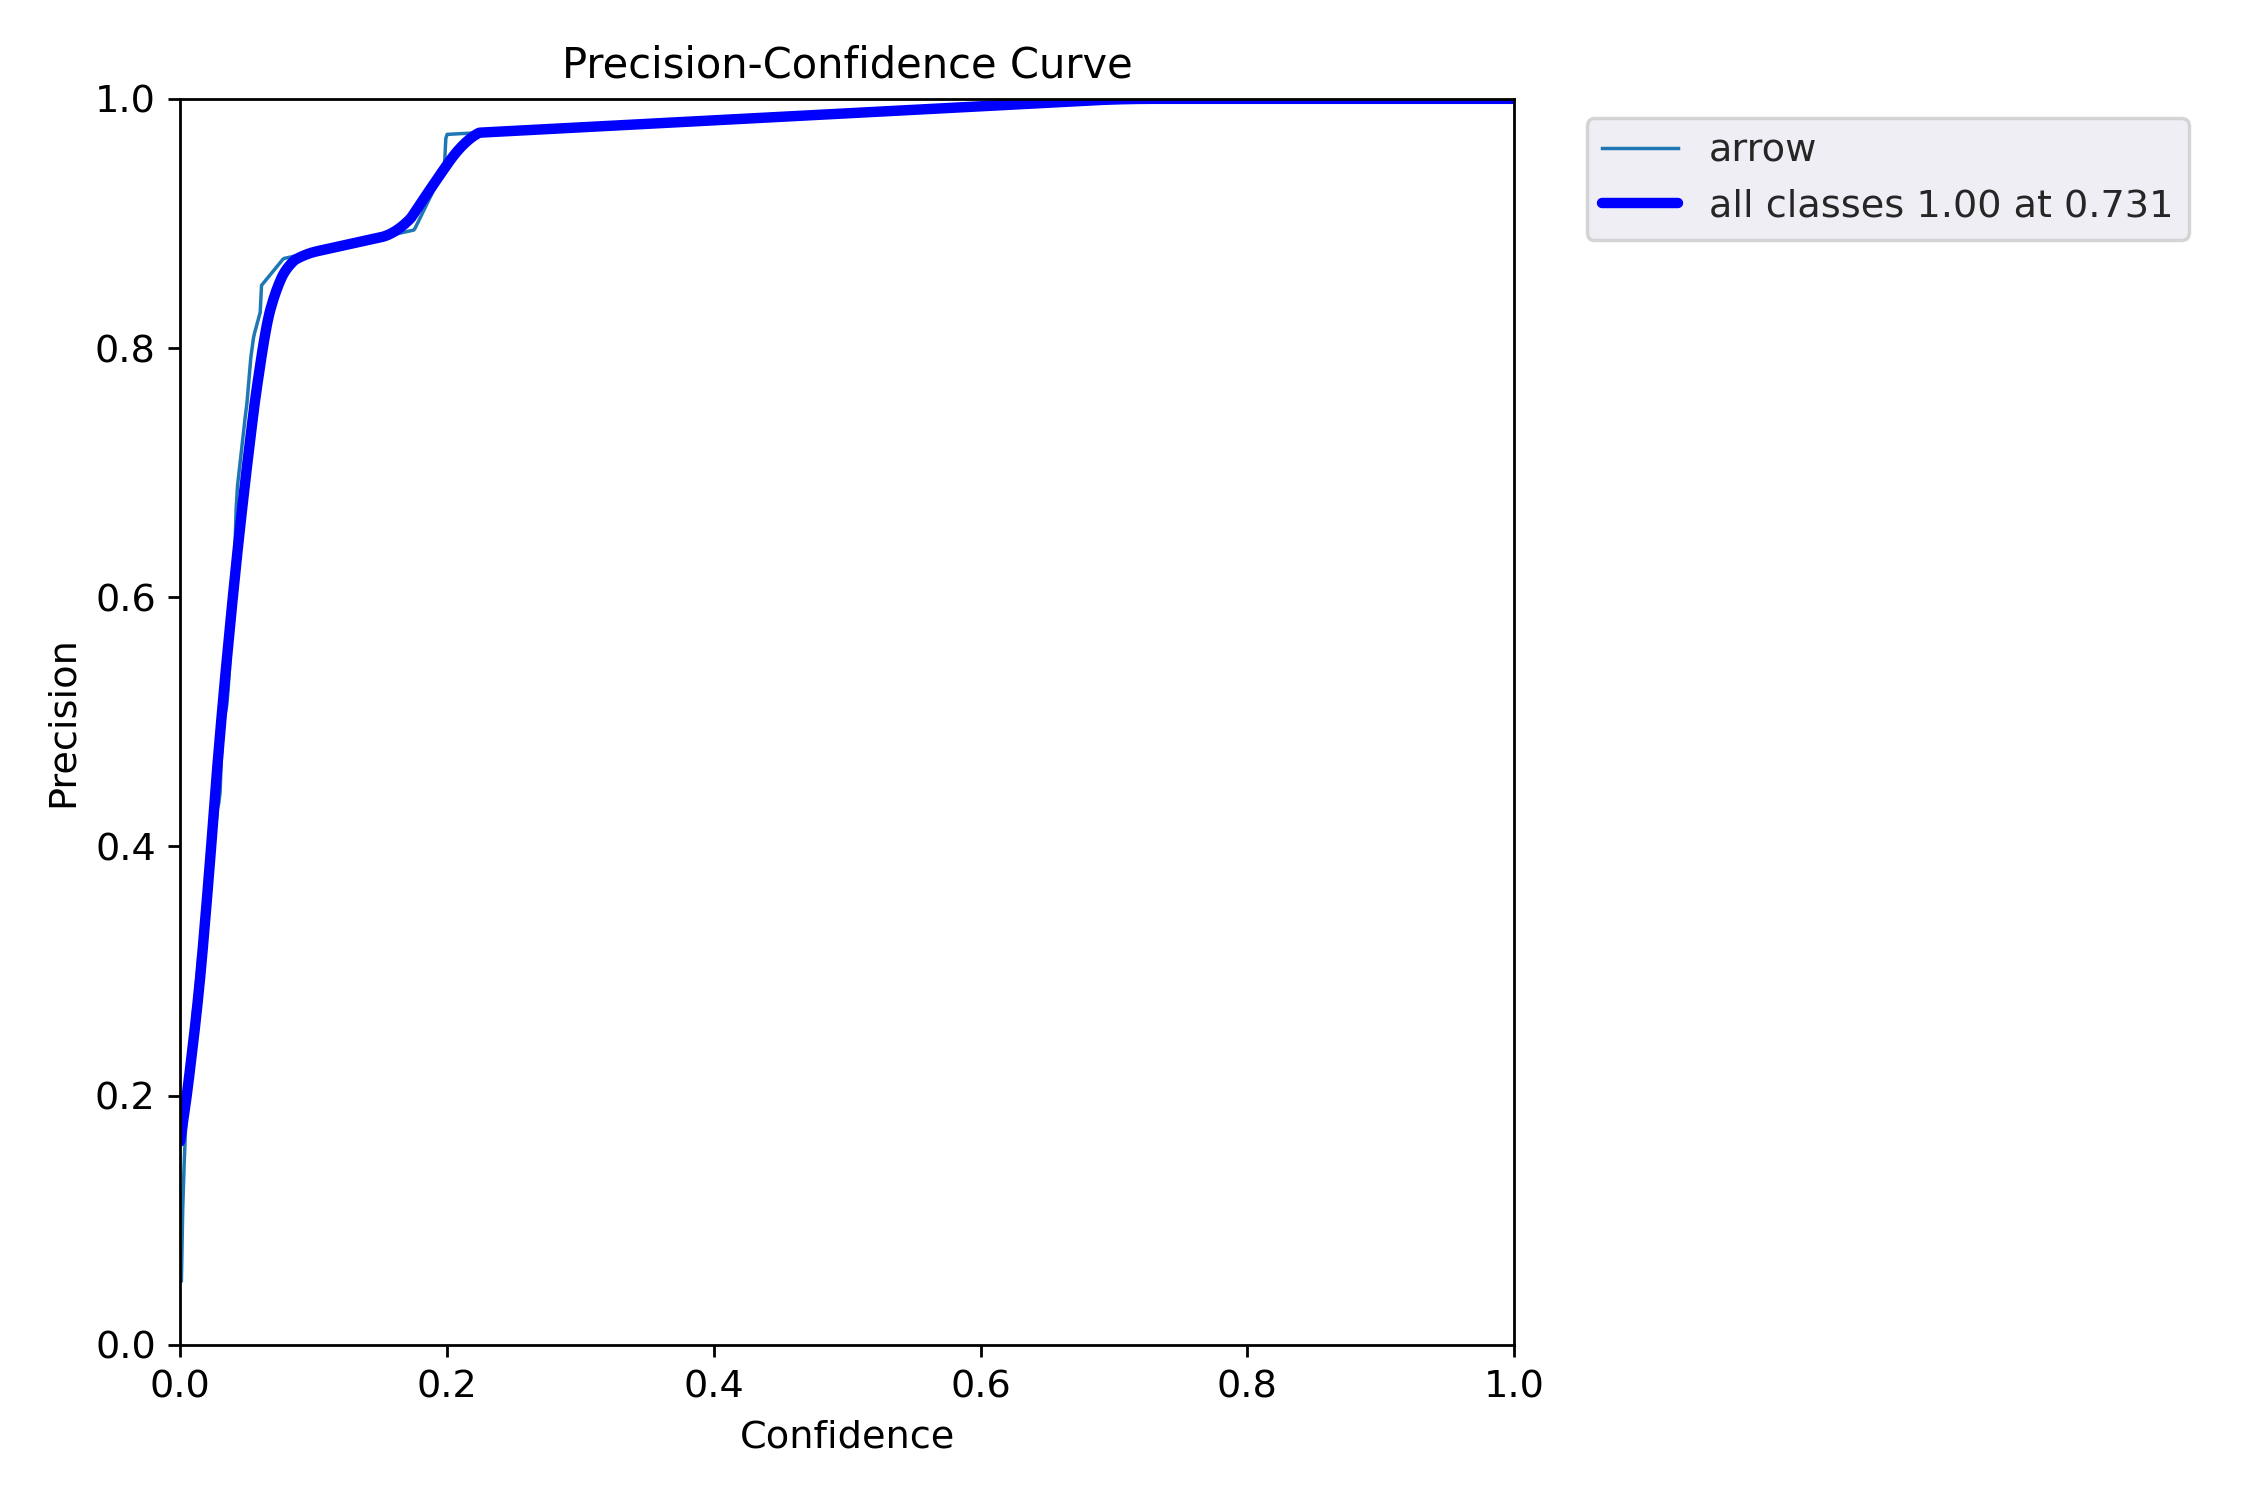 Precision-Confidence Curve
1.0
0.8
0.6
0.4
0.2
0.0
Precision
0.0 0.2 0.4 0.6 0.8 1.0
Confidence
arrow
all classes 1.00 at 0.731